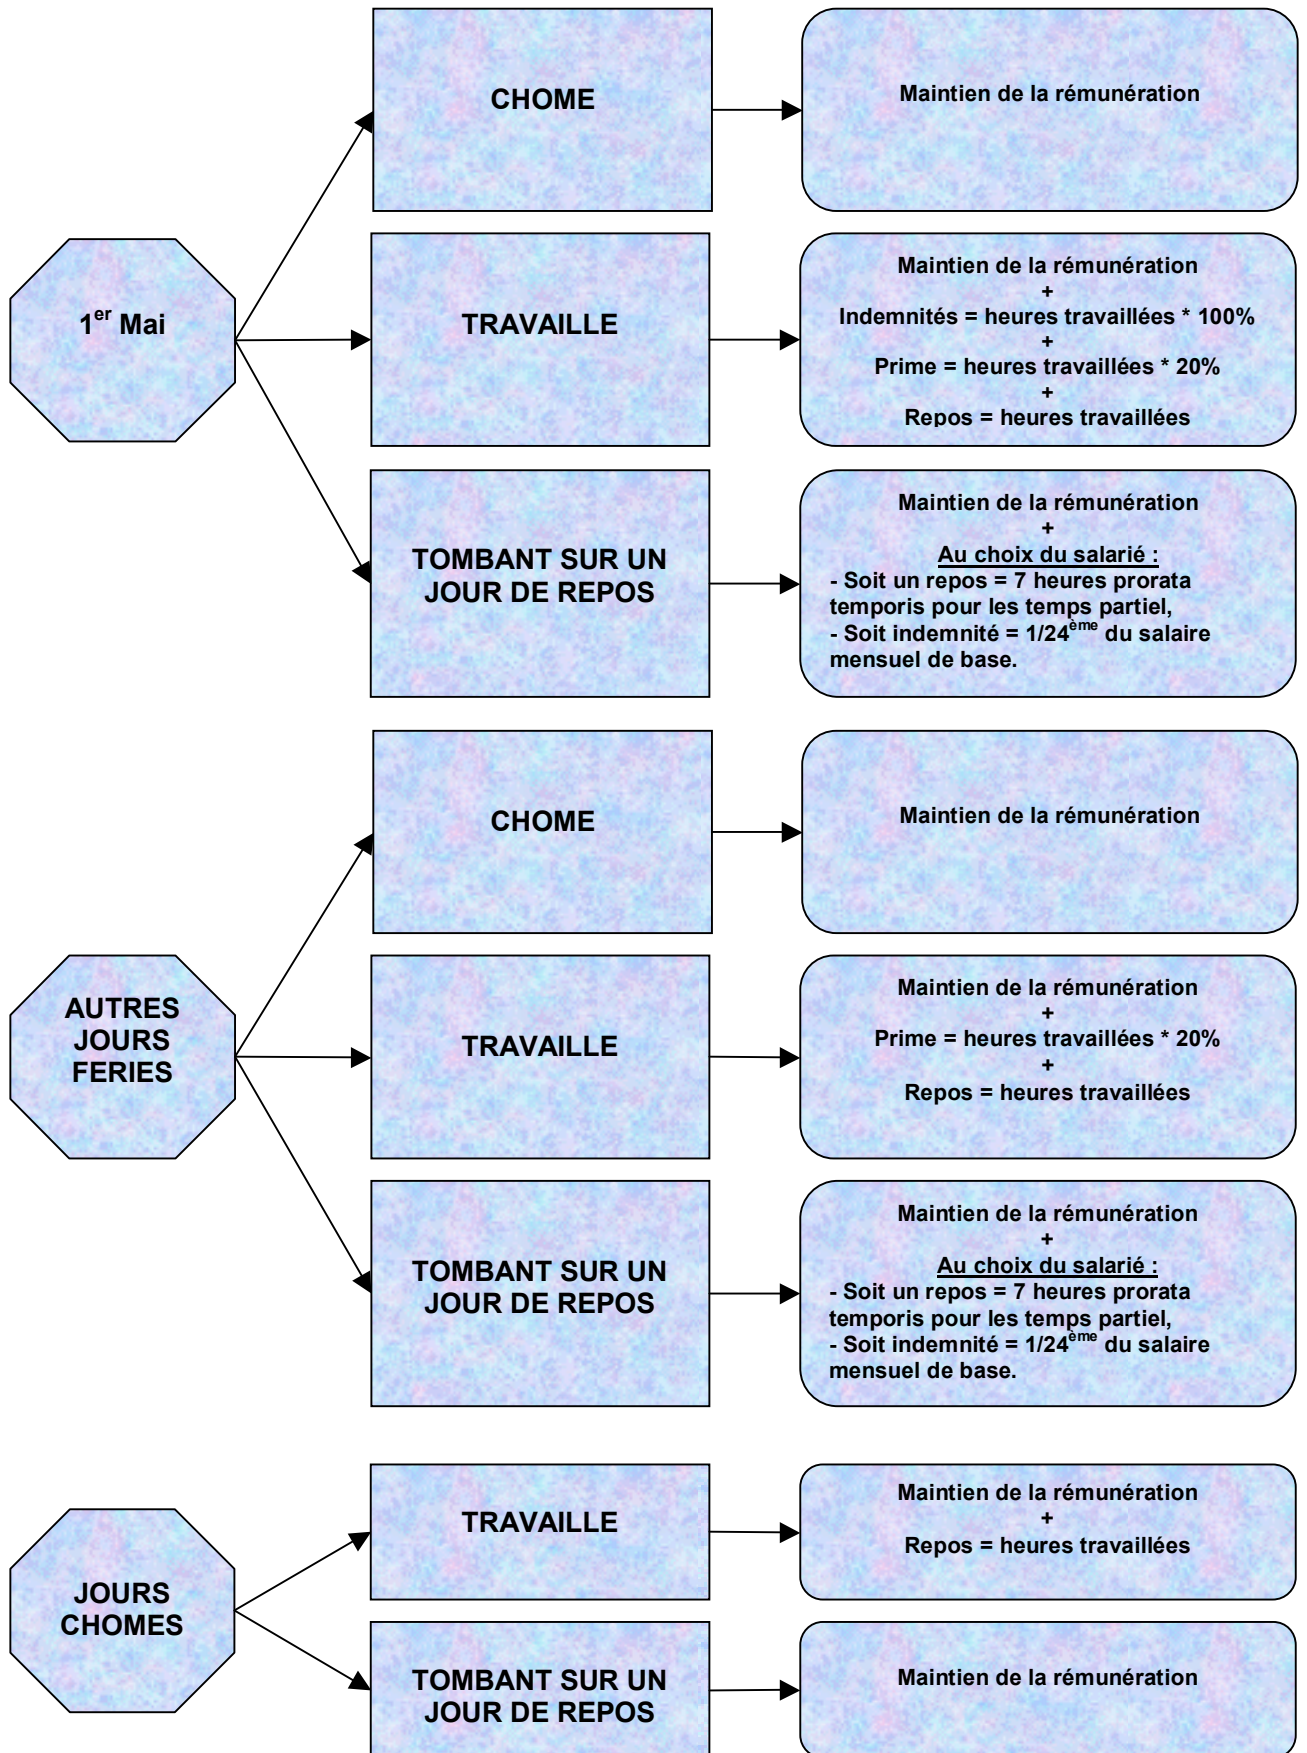 CHOME
Maintien de la rémunération
1er Mai
TRAVAILLE
Maintien de la rémunération
+
Indemnités = heures travaillées * 100%
+
Prime = heures travaillées * 20%
+
Repos = heures travaillées
TOMBANT SUR UN
JOUR DE REPOS
Maintien de la rémunération
+
Au choix du salarié :
- Soit un repos = 7 heures prorata
temporis pour les temps partiel,
- Soit indemnité = 1/24ème du salaire
mensuel de base.
CHOME
Maintien de la rémunération
AUTRES
JOURS
FERIES
TRAVAILLE
Maintien de la rémunération
+
Prime = heures travaillées * 20%
+
Repos = heures travaillées
TOMBANT SUR UN
JOUR DE REPOS
Maintien de la rémunération
+
Au choix du salarié :
- Soit un repos = 7 heures prorata
temporis pour les temps partiel,
- Soit indemnité = 1/24ème du salaire
mensuel de base.
JOURS
CHOMES
TRAVAILLE
Maintien de la rémunération
+
Repos = heures travaillées
TOMBANT SUR UN
JOUR DE REPOS
Maintien de la rémunération